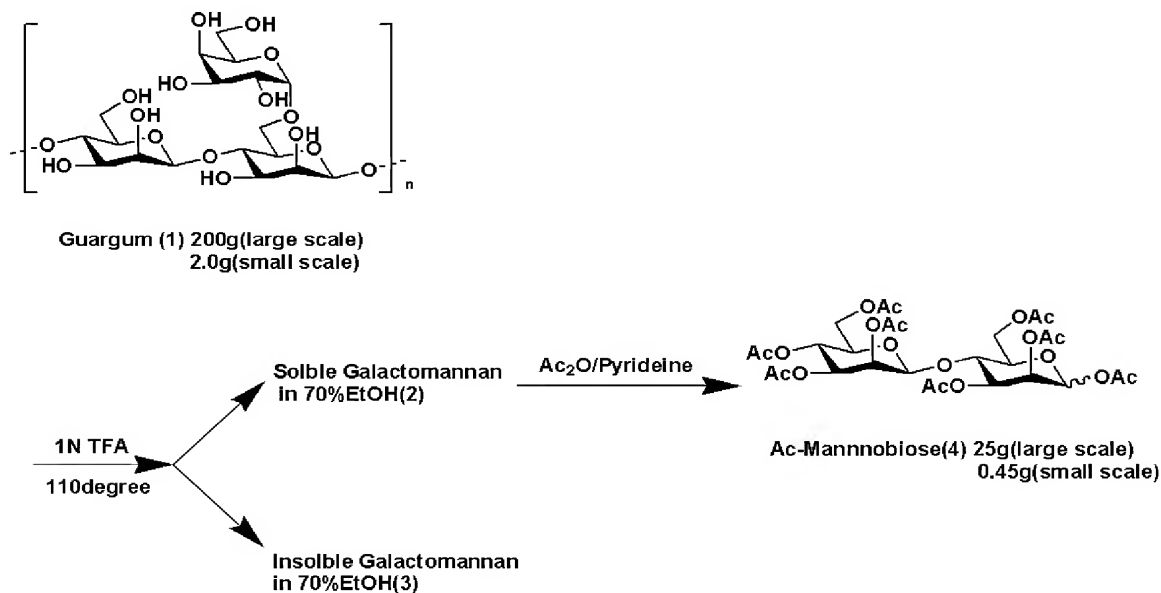 OH OH
O
HO
OH OH
OH O
O O OH O
O
HO O
HO n
Guargum (1) 200g(large scale)
2.0g(small scale)
1N TFA
110degree
Solble Galactomannan
in 70%EtOH(2)
Insolble Galactomannan
in 70%EtOH(3)
Ac2O/Pyrideine
OAc OAc
OAc OAc
AcO O O
AcO O AcO OAc
Ac-Mannnobiose(4) 25g(large scale)
0.45g(small scale)